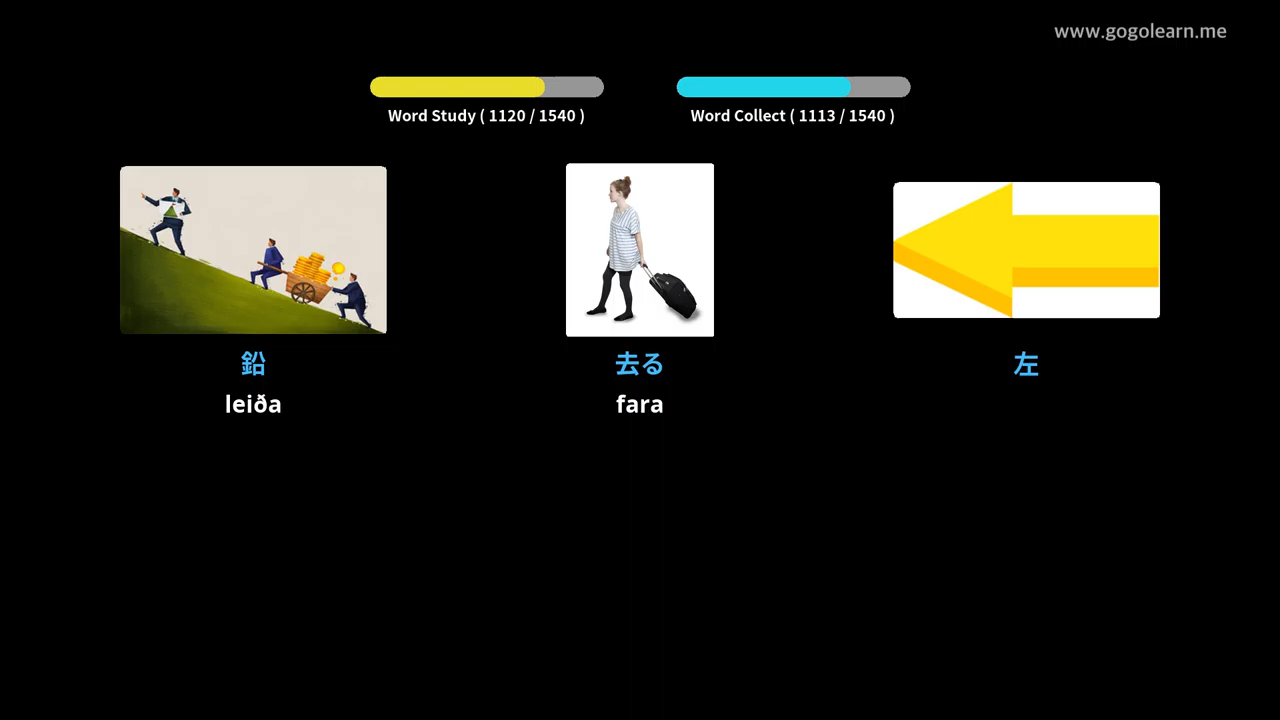 www.gogolearn.me
Word Study ( 1120 / 1540 )
Word Collect ( 1113 / 1540 )
鉛
去る
左
leiða
fara